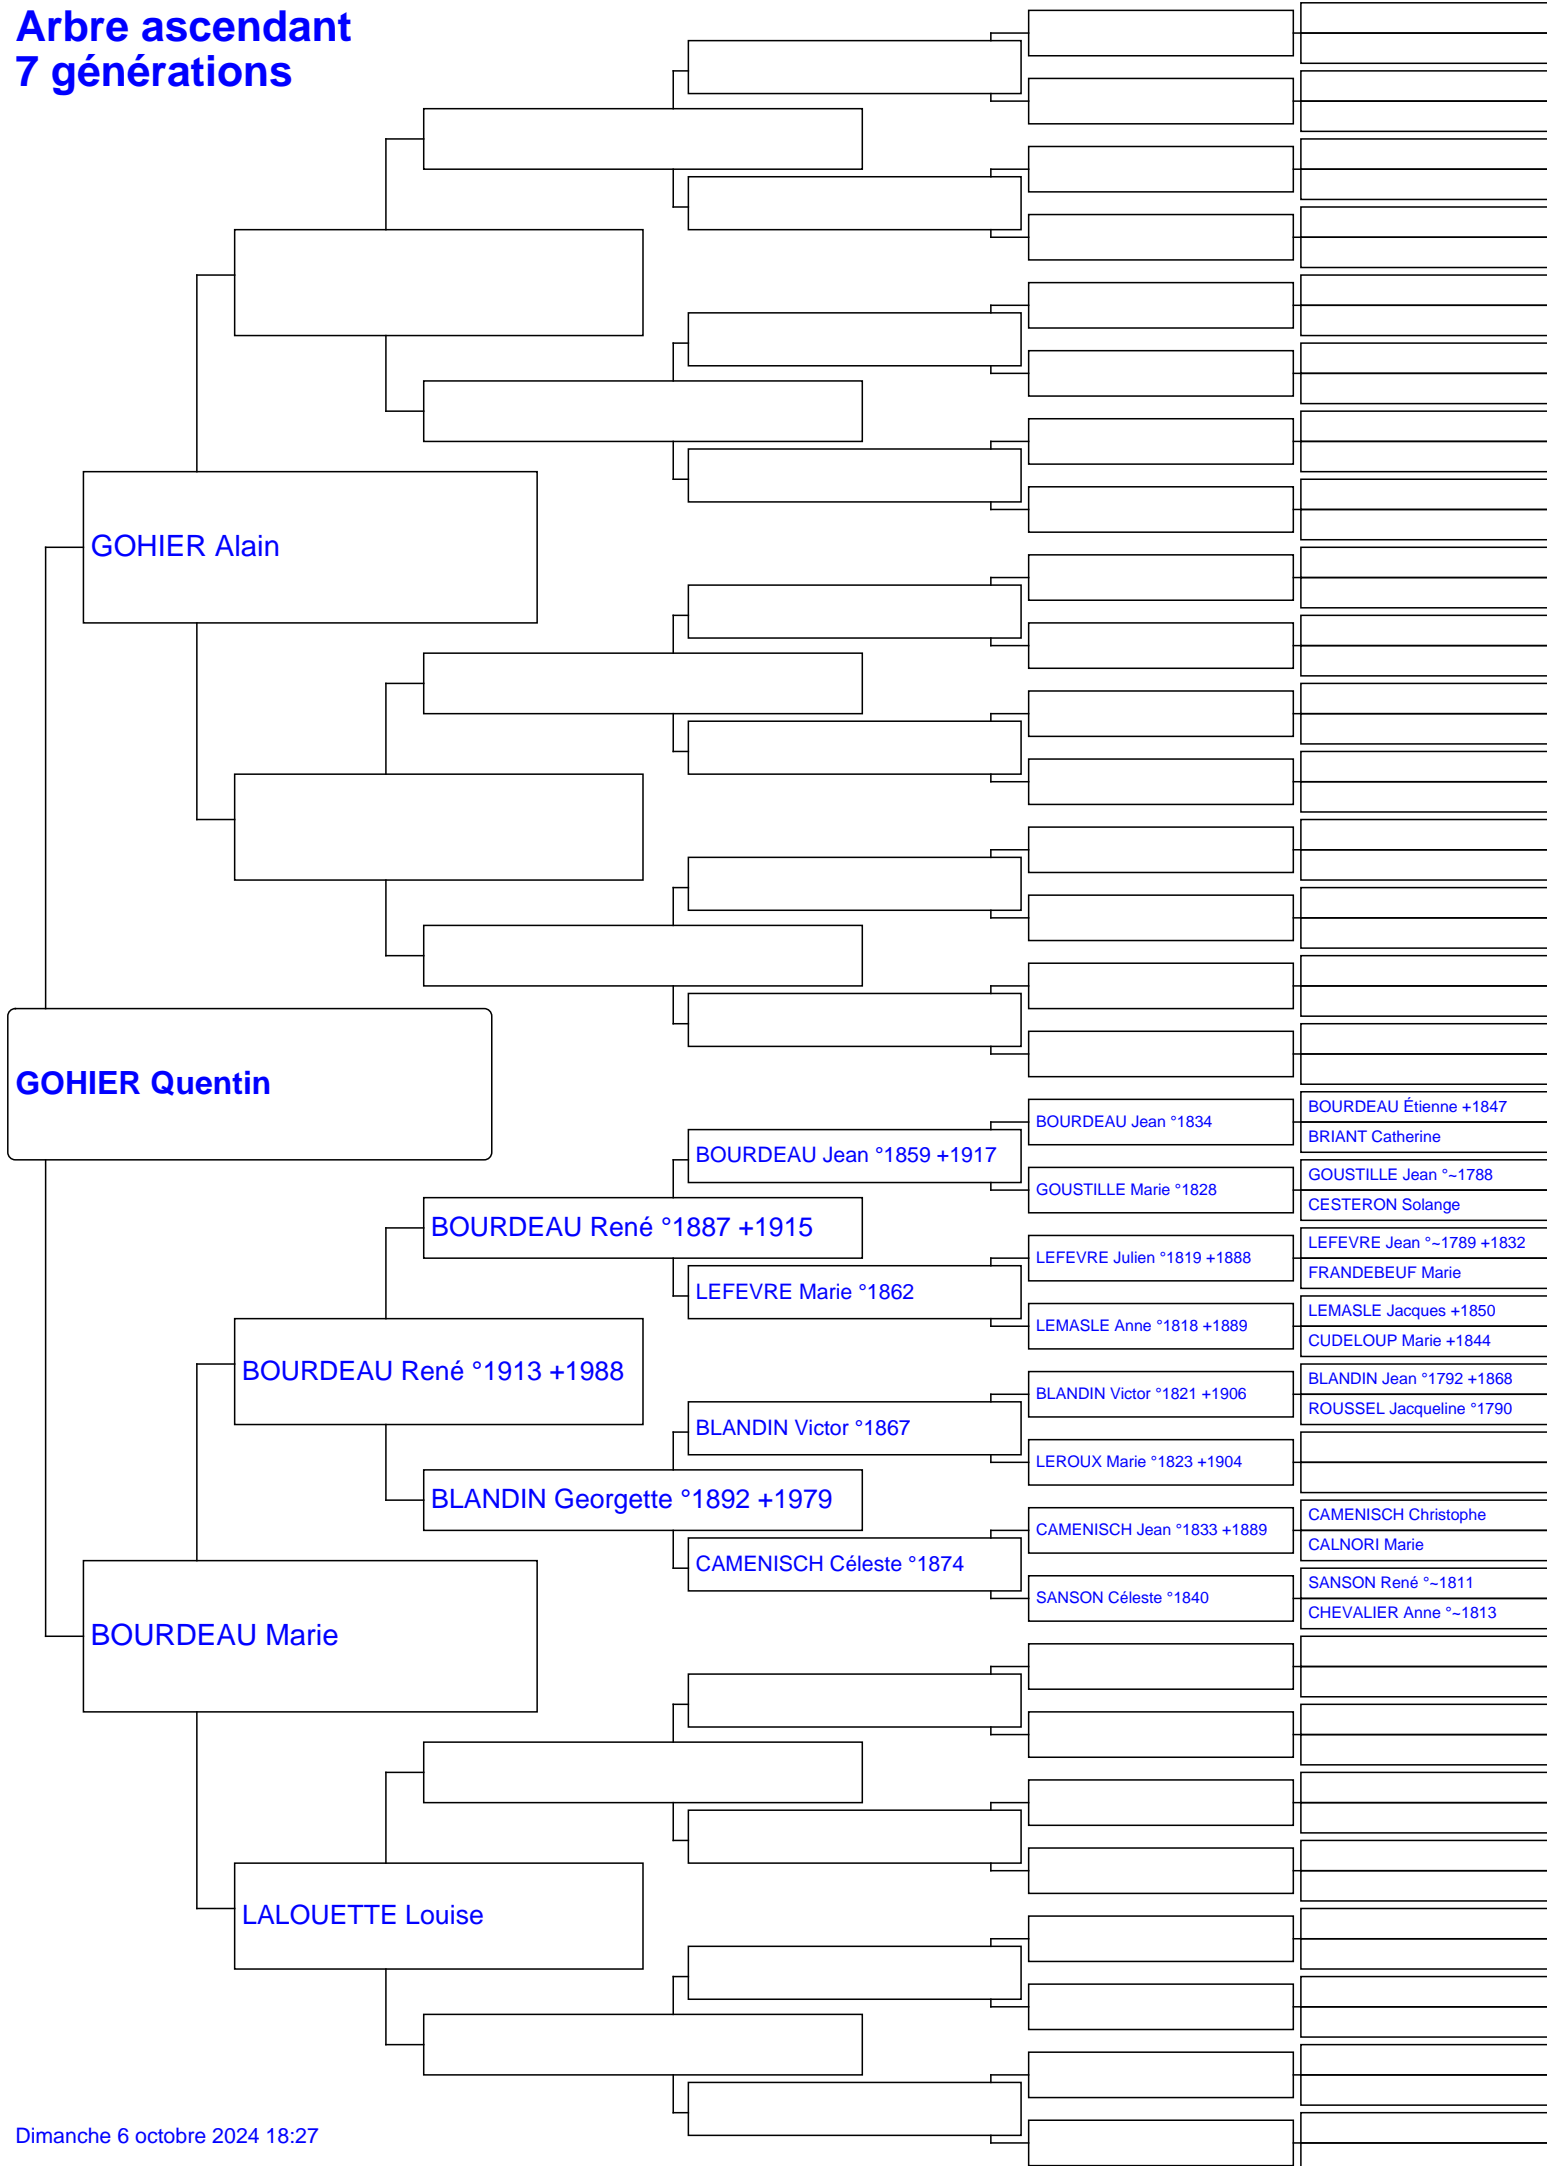 Arbre ascendant
7 générations
GOHIER Alain
GOHIER Quentin
BOURDEAU Marie
BOURDEAU René °1913 +1988
LALOUETTE Louise
BOURDEAU René °1887 +1915
BLANDIN Georgette °1892 +1979
BOURDEAU Jean °1859 +1917
LEFEVRE Marie °1862
BLANDIN Victor °1867
CAMENISCH Céleste °1874
BOURDEAU Jean °1834
GOUSTILLE Marie °1828
LEFEVRE Julien °1819 +1888
LEMASLE Anne °1818 +1889
BLANDIN Victor °1821 +1906
LEROUX Marie °1823 +1904
CAMENISCH Jean °1833 +1889
SANSON Céleste °1840
BOURDEAU Étienne +1847
BRIANT Catherine
GOUSTILLE Jean °~1788
CESTERON Solange
LEFEVRE Jean °~1789 +1832
FRANDEBEUF Marie
LEMASLE Jacques +1850
CUDELOUP Marie +1844
BLANDIN Jean °1792 +1868
ROUSSEL Jacqueline °1790
CAMENISCH Christophe
CALNORI Marie
SANSON René °~1811
CHEVALIER Anne °~1813
Dimanche 6 octobre 2024 18:27